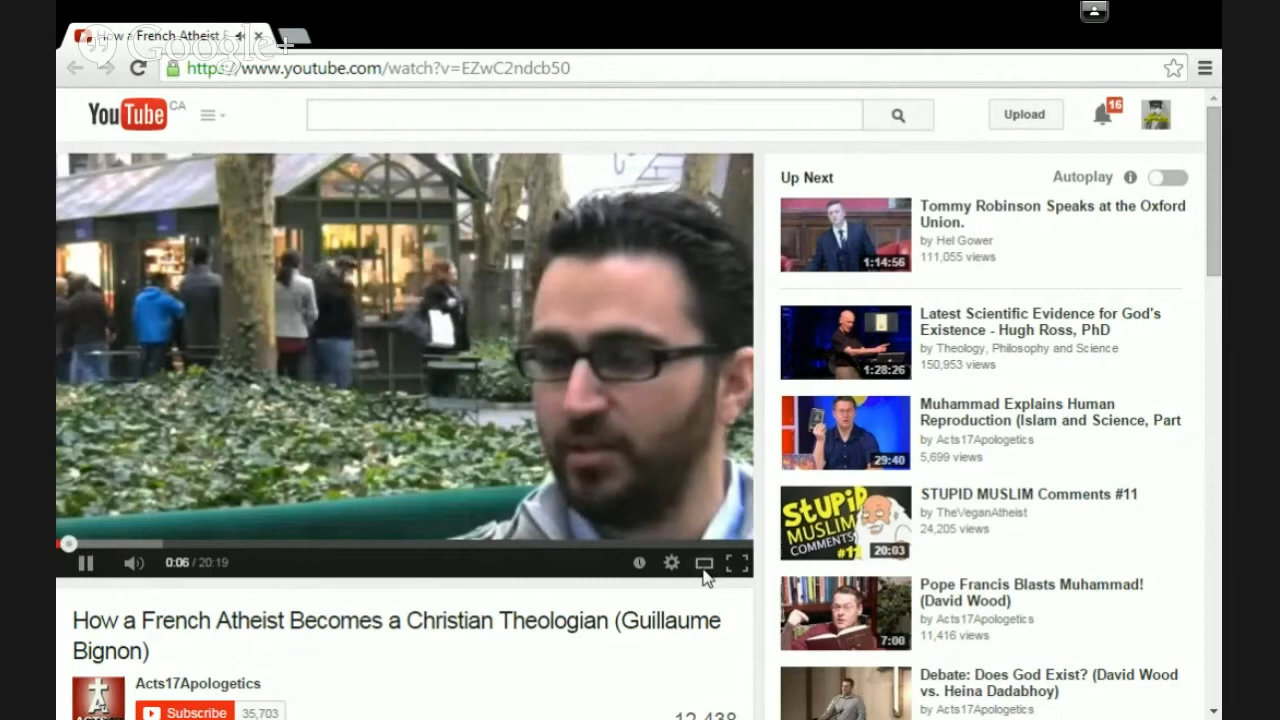 How a French Atheist B
Google+
https://www.youtube.com/watch?v=EZwC2ndcb50
YouTube CA
Upload
16
Up Next
Autoplay
Tommy Robinson Speaks at the Oxford
Union.
by Hel Gower
111,055 views
1:14:56
Latest Scientific Evidence for God's
Existence - Hugh Ross, PhD
by Theology, Philosophy and Science
150,953 views
1:28:26
Muhammad Explains Human
Reproduction (Islam and Science, Part
by Acts17Apologetics
5,699 views
29:40
STUPiD
MUSLIM
COMMENTS
#11
20:03
STUPID MUSLIM Comments #11
by TheVeganAtheist
24,205 views
0:06 / 20:19
Pope Francis Blasts Muhammad!
(David Wood)
by Acts17Apologetics
11,416 views
7:00
How a French Atheist Becomes a Christian Theologian (Guillaume
Bignon)
Debate: Does God Exist? (David Wood
vs. Heina Dadabhoy)
by Acts17Apologetics
Acts17Apologetics
Subscribe 35,703
12,438